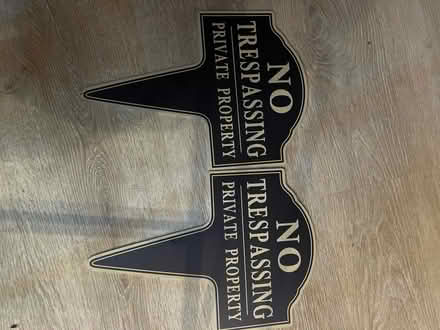 NO
TRESPASSING
PRIVATE PROPERTY
NO
TRESPASSING
PRIVATE PROPERTY